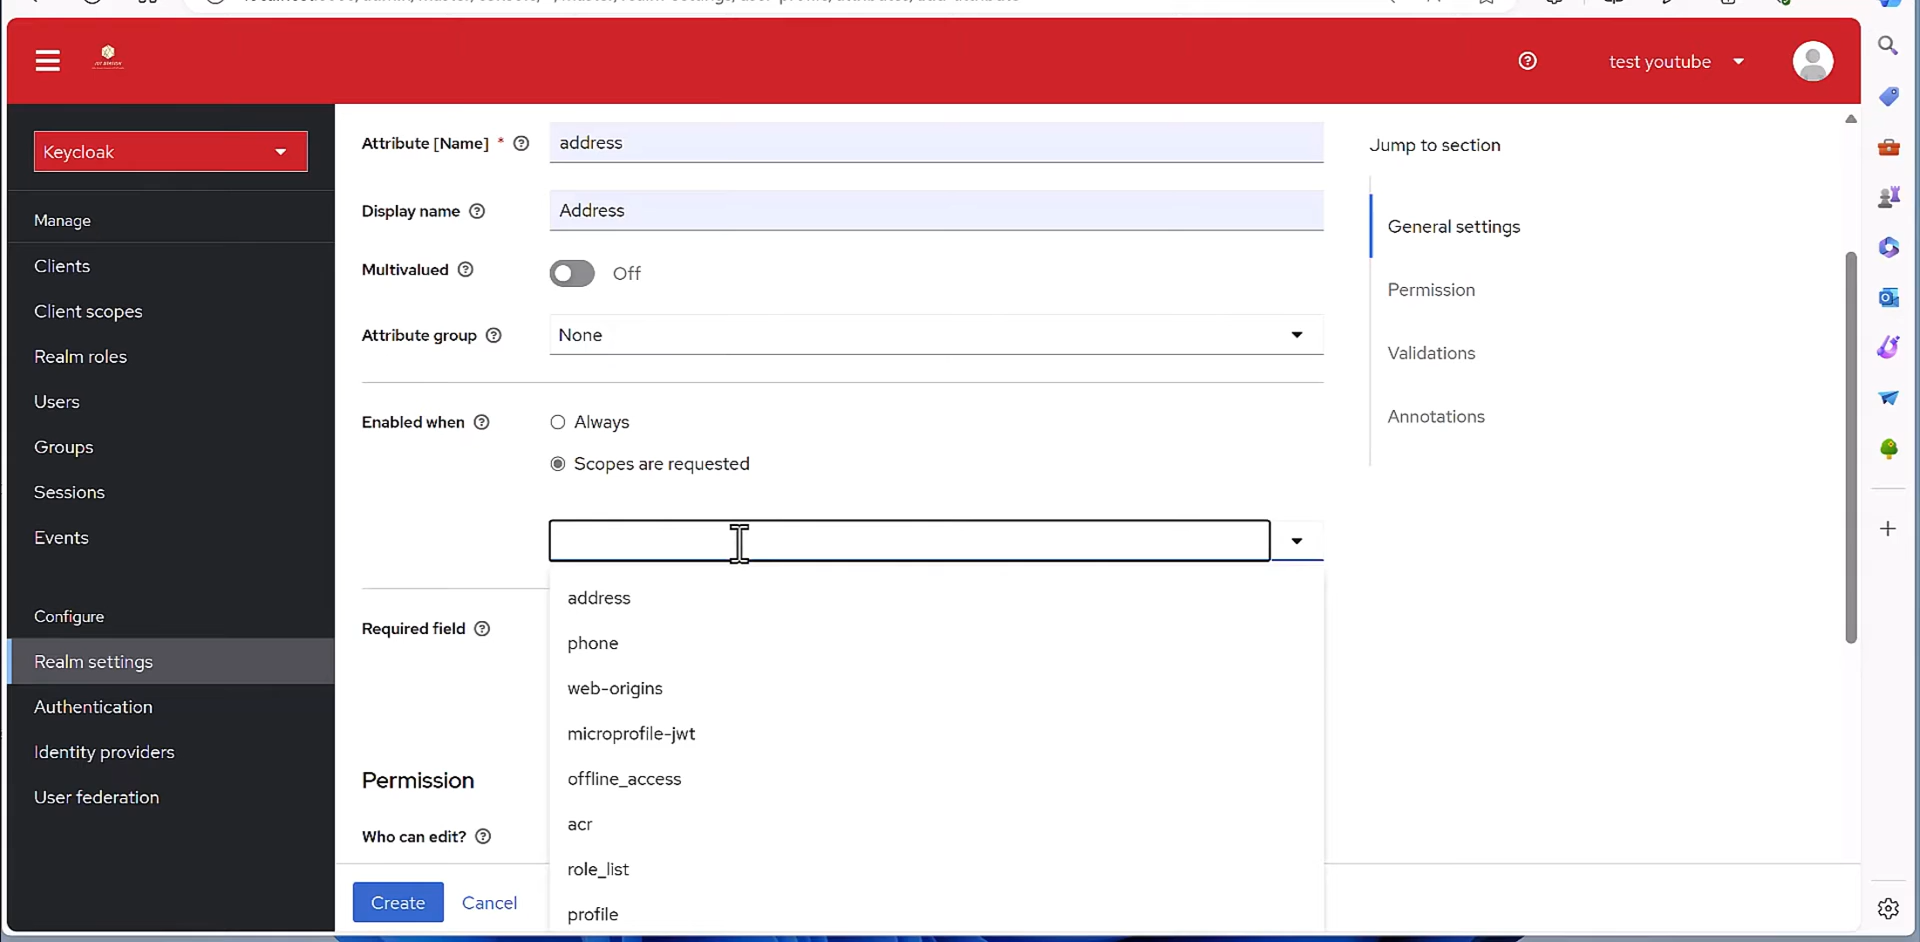 test youtube
Keycloak
Manage
Clients
Client scopes
Realm roles
Users
Groups
Sessions
Events
Configure
Realm settings
Authentication
Identity providers
User federation
Attribute [Name] *
address
Display name
Address
Multivalued
Off
Attribute group
None
Enabled when
Always
Scopes are requested
address
phone
web-origins
microprofile-jwt
offline_access
acr
role_list
profile
Required field
Permission
Who can edit?
Create
Cancel
Jump to section
General settings
Permission
Validations
Annotations